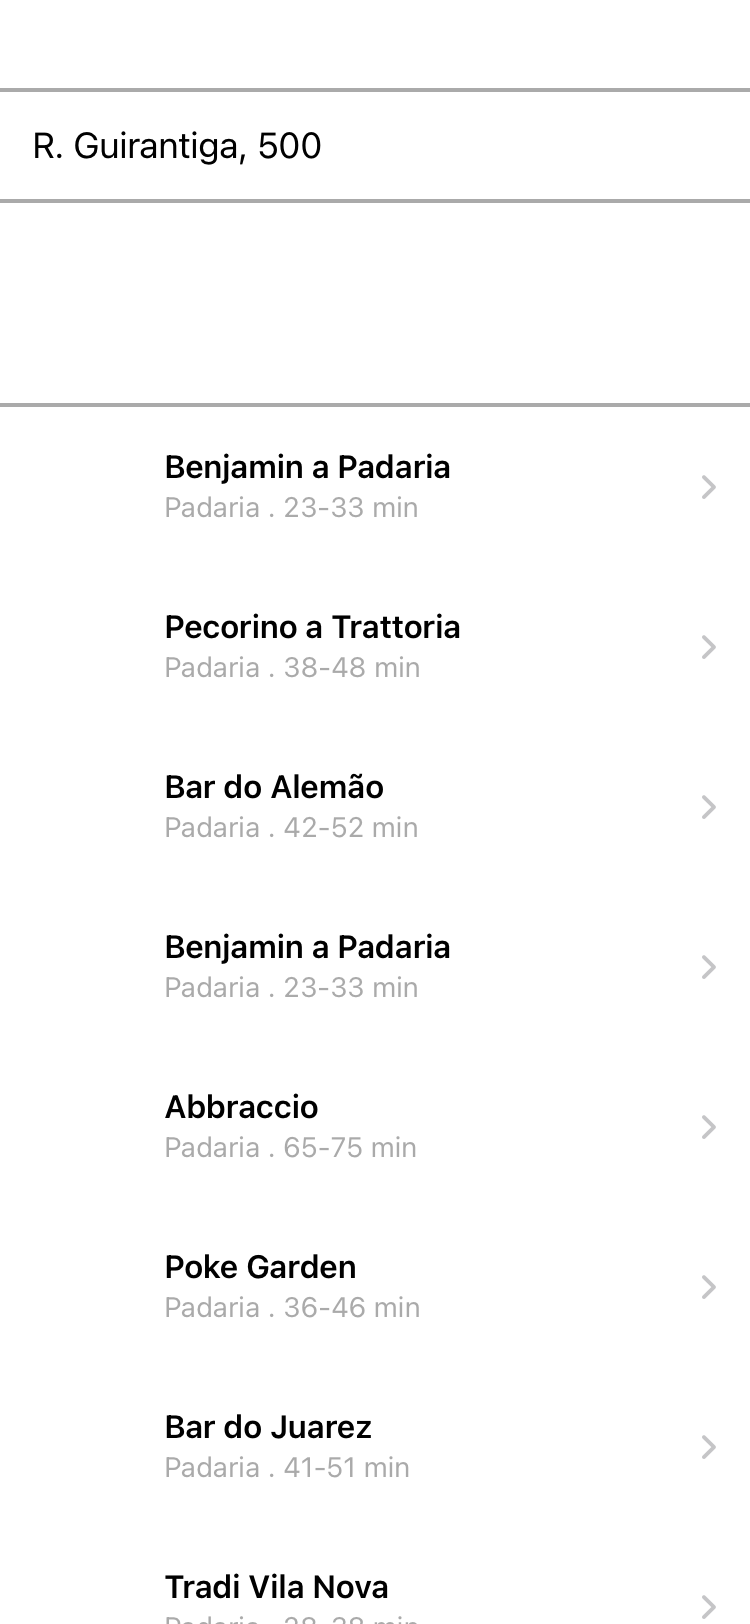 R. Guirantiga, 500
Benjamin a Padaria
Padaria . 23-33 min
Pecorino a Trattoria
Padaria . 38-48 min
Bar do Alemão
Padaria . 42-52 min
Benjamin a Padaria
Padaria . 23-33 min
Abbraccio
Padaria . 65-75 min
Poke Garden
Padaria . 36-46 min
Bar do Juarez
Padaria . 41-51 min
Tradi Vila Nova